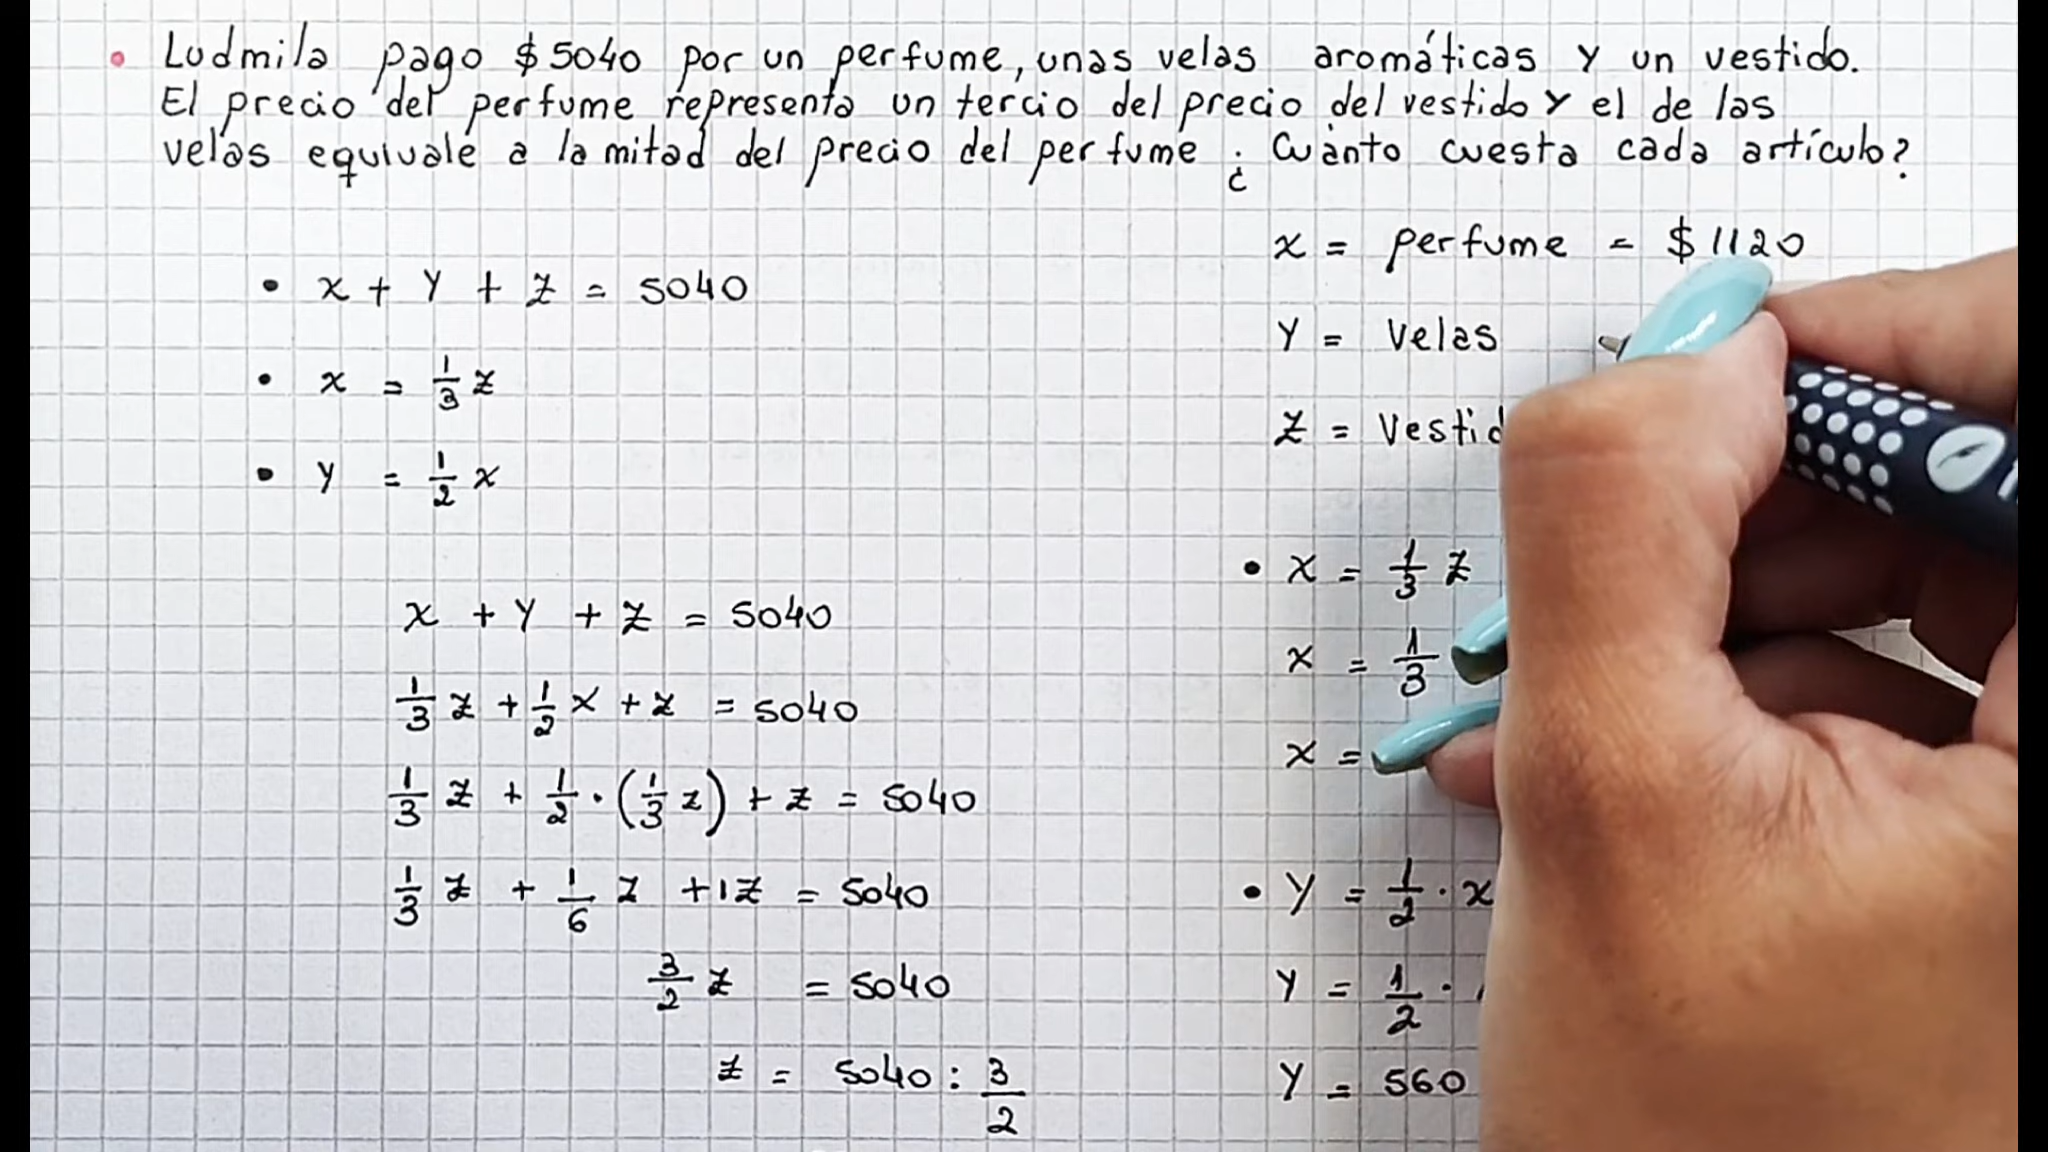 • Ludmila pago $5040 por un perfume, unas velas aromáticas y un vestido.
El precio del perfume representa un tercio del precio del vestido y el de las
velas equivale a la mitad del precio del perfume ¿Cuànto cuesta cada artículo?
x = perfume = $1120
• x + y + z = 5040
y = velas
• x = 1/3 z
z = Vestid
• y = 1/2 x
• x = 1/3 z
x + y + z = 5040
x = 1/3
1/3 z + 1/2 x + z = 5040
x =
1/3 z + 1/2 · (1/3 z) + z = 5040
1/3 z + 1/6 z + 1z = 5040
• y = 1/2 · x
3/2 z = 5040
y = 1/2 ·
z = 5040 : 3/2
y = 560